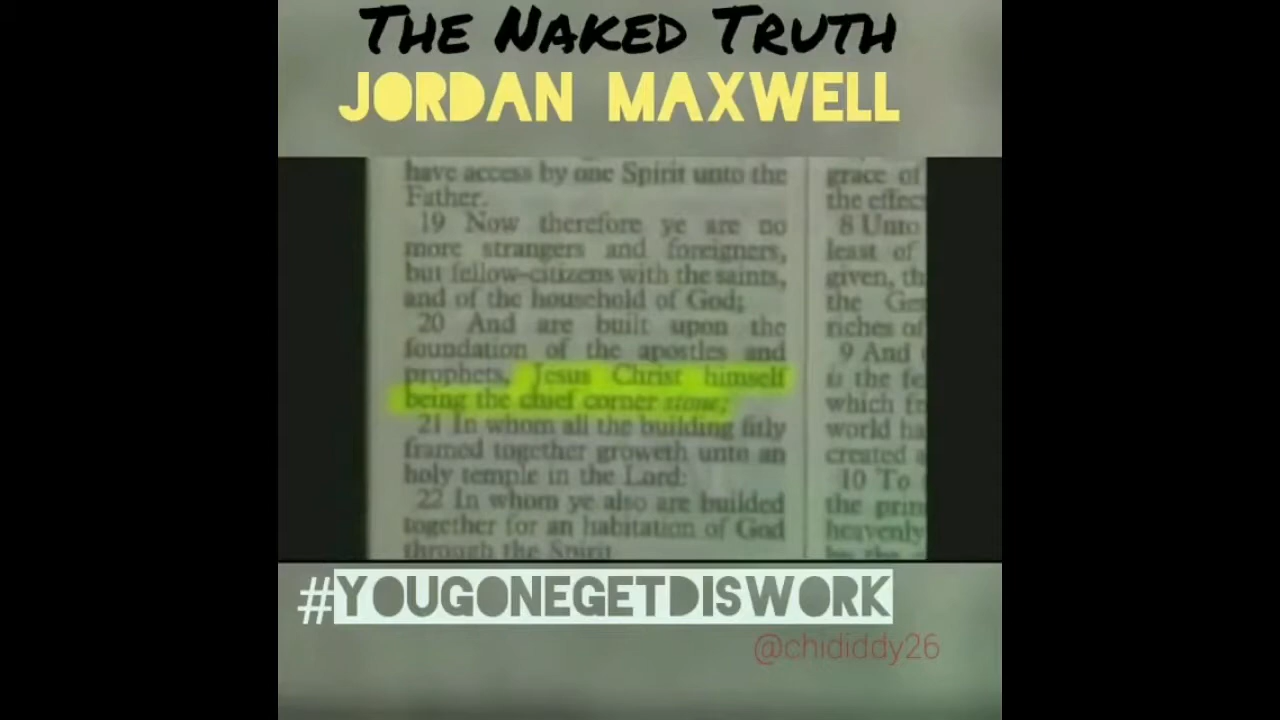 THE NAKED TRUTH
JORDAN MAXWELL
have access by one Spirit unto the
Father.
19 Now therefore ye are no
more strangers and foreigners,
but fellow-citizens with the saints,
and of the household of God;
20 And are built upon the
foundation of the apostles and
prophets, Jesus Christ himself
being the chief corner stone;
21 In whom all the building fitly
framed together groweth unto an
holy temple in the Lord:
22 In whom ye also are builded
together for an habitation of God
through the Spirit
grace of
the effec
8 Unto
least of
given, th
the Gen
riches of
9 And
is the fe
which fr
world ha
created a
10 To
the prin
heavenly
#YOUGONEGETDISWORK
@chididdy26